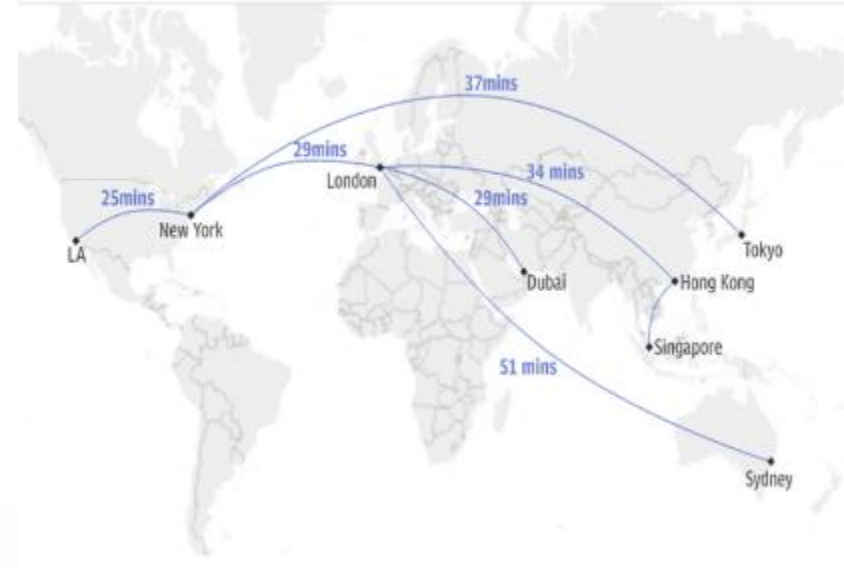 37mins
29mins
34 mins
London
25mins
29mins
New York
LA
Tokyo
Dubai
Hong Kong
Singapore
51 mins
Sydney